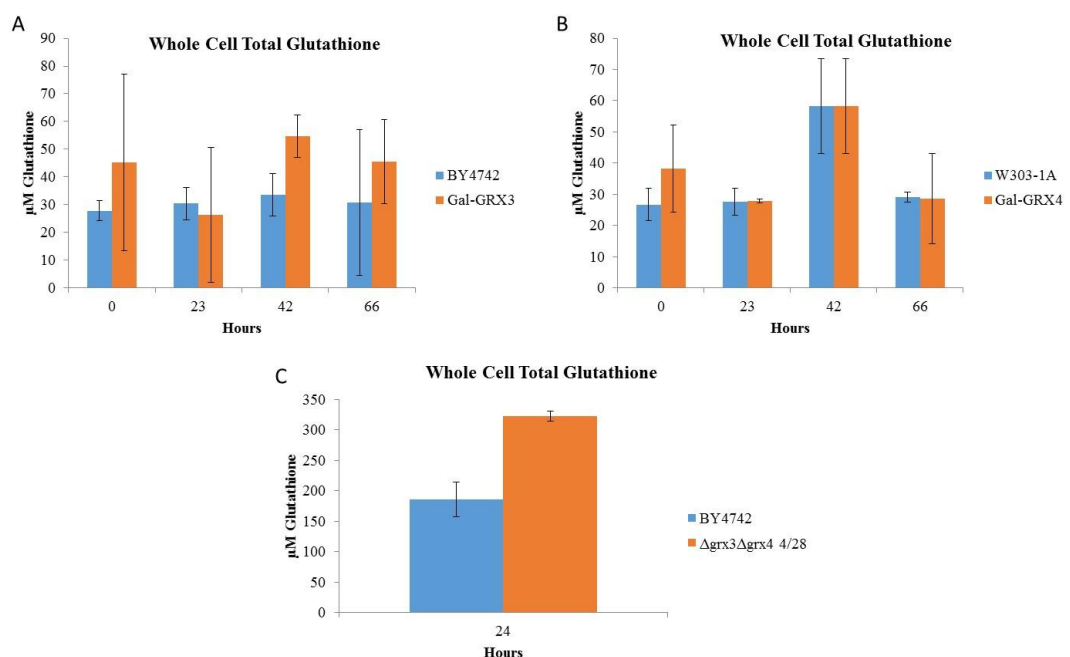 A
Whole Cell Total Glutathione
90
80
70
60
50
40
30
20
10
0
µM Glutathione
0 23 42 66
Hours
BY4742
Gal-GRX3
B
Whole Cell Total Glutathione
80
70
60
50
40
30
20
10
0
µM Glutathione
0 23 42 66
Hours
W303-1A
Gal-GRX4
C
Whole Cell Total Glutathione
350
300
250
200
150
100
50
0
µM Glutathione
24
Hours
BY4742
Δgrx3Δgrx4 4/28